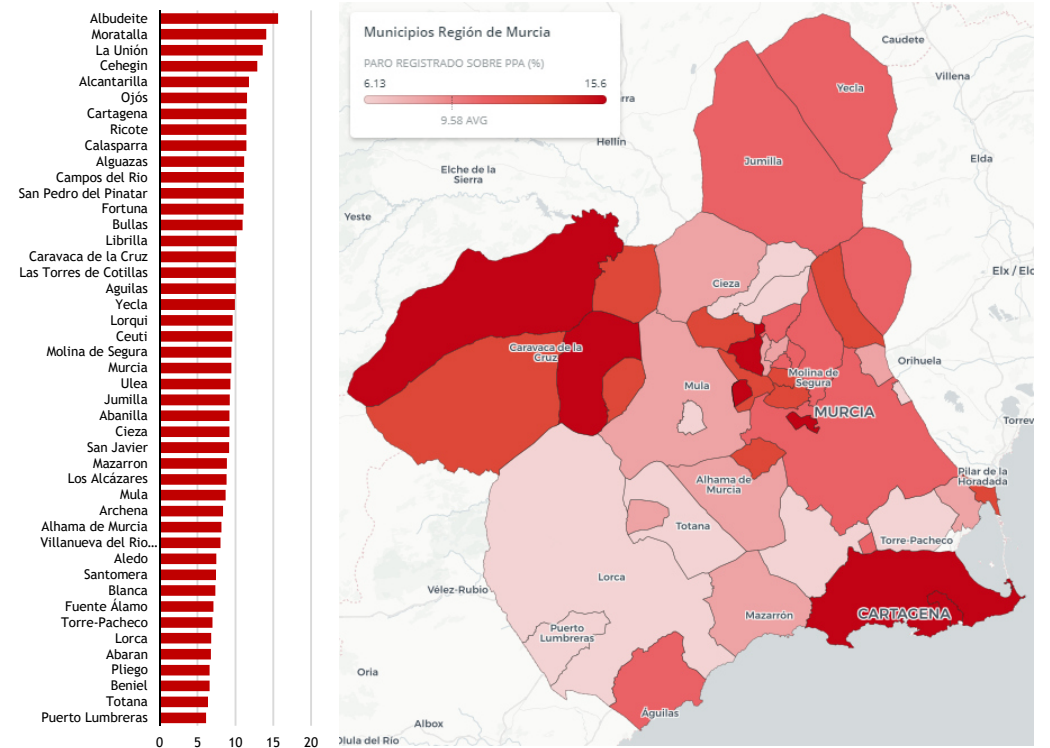 Albudeite
Moratalla
La Unión
Cehegin
Alcantarilla
Ojós
Cartagena
Ricote
Calasparra
Alguazas
Campos del Rio
San Pedro del Pinatar
Fortuna
Bullas
Librilla
Caravaca de la Cruz
Las Torres de Cotillas
Aguilas
Yecla
Lorqui
Ceuti
Molina de Segura
Murcia
Ulea
Jumilla
Abanilla
Cieza
San Javier
Mazarron
Los Alcázares
Mula
Archena
Alhama de Murcia
Villanueva del Rio...
Aledo
Santomera
Blanca
Fuente Álamo
Torre-Pacheco
Lorca
Abaran
Pliego
Beniel
Totana
Puerto Lumbreras
0 5 10 15 20
Municipios Región de Murcia
PARO REGISTRADO SOBRE PPA (%)
6.13 15.6
9.58 AVG
rra
Caudete
Villena
Yecla
Hellín
Elda
Jumilla
Elche de la
Sierra
Yeste
Elx / Elc
Cieza
Caravaca de la
Cruz
Orihuela
Molina de
Segura
Mula
MURCIA
Torrev
Pilar de la
Horadada
Alhama de
Murcia
Totana
Torre-Pacheco
Lorca
Vélez-Rubio
Mazarrón
CARTAGENA
Puerto
Lumbreras
Oria
Águilas
Albox
Olula del Río